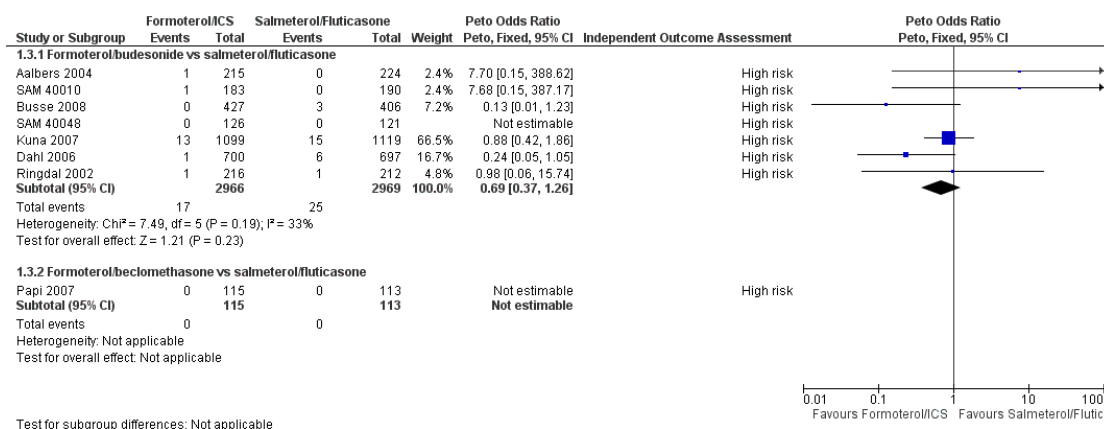 Formoterol/ICS Salmeterol/Fluticasone Peto Odds Ratio Peto Odds Ratio
Study or Subgroup Events Total Events Total Weight Peto, Fixed, 95% CI Independent Outcome Assessment Peto, Fixed, 95% CI
1.3.1 Formoterol/budesonide vs salmeterol/fluticasone
Aalbers 2004 1 215 0 224 2.4% 7.70 [0.15, 388.62] High risk
SAM 40010 1 183 0 190 2.4% 7.68 [0.15, 387.17] High risk
Busse 2008 0 427 3 406 7.2% 0.13 [0.01, 1.23] High risk
SAM 40048 0 126 0 121 Not estimable High risk
Kuna 2007 13 1099 15 1119 66.5% 0.88 [0.42, 1.86] High risk
Dahl 2006 1 700 6 697 16.7% 0.24 [0.05, 1.05] High risk
Ringdal 2002 1 216 1 212 4.8% 0.98 [0.06, 15.74] High risk
Subtotal (95% CI) 2966 2969 100.0% 0.69 [0.37, 1.26]
Total events 17 25
Heterogeneity: Chi² = 7.49, df = 5 (P = 0.19); I² = 33%
Test for overall effect: Z = 1.21 (P = 0.23)
1.3.2 Formoterol/beclomethasone vs salmeterol/fluticasone
Papi 2007 0 115 0 113 Not estimable High risk
Subtotal (95% CI) 115 113 Not estimable
Total events 0 0
Heterogeneity: Not applicable
Test for overall effect: Not applicable
0.01 0.1 1 10 100
Favours Formoterol/ICS Favours Salmeterol/Flutic
Test for subgroup differences: Not applicable